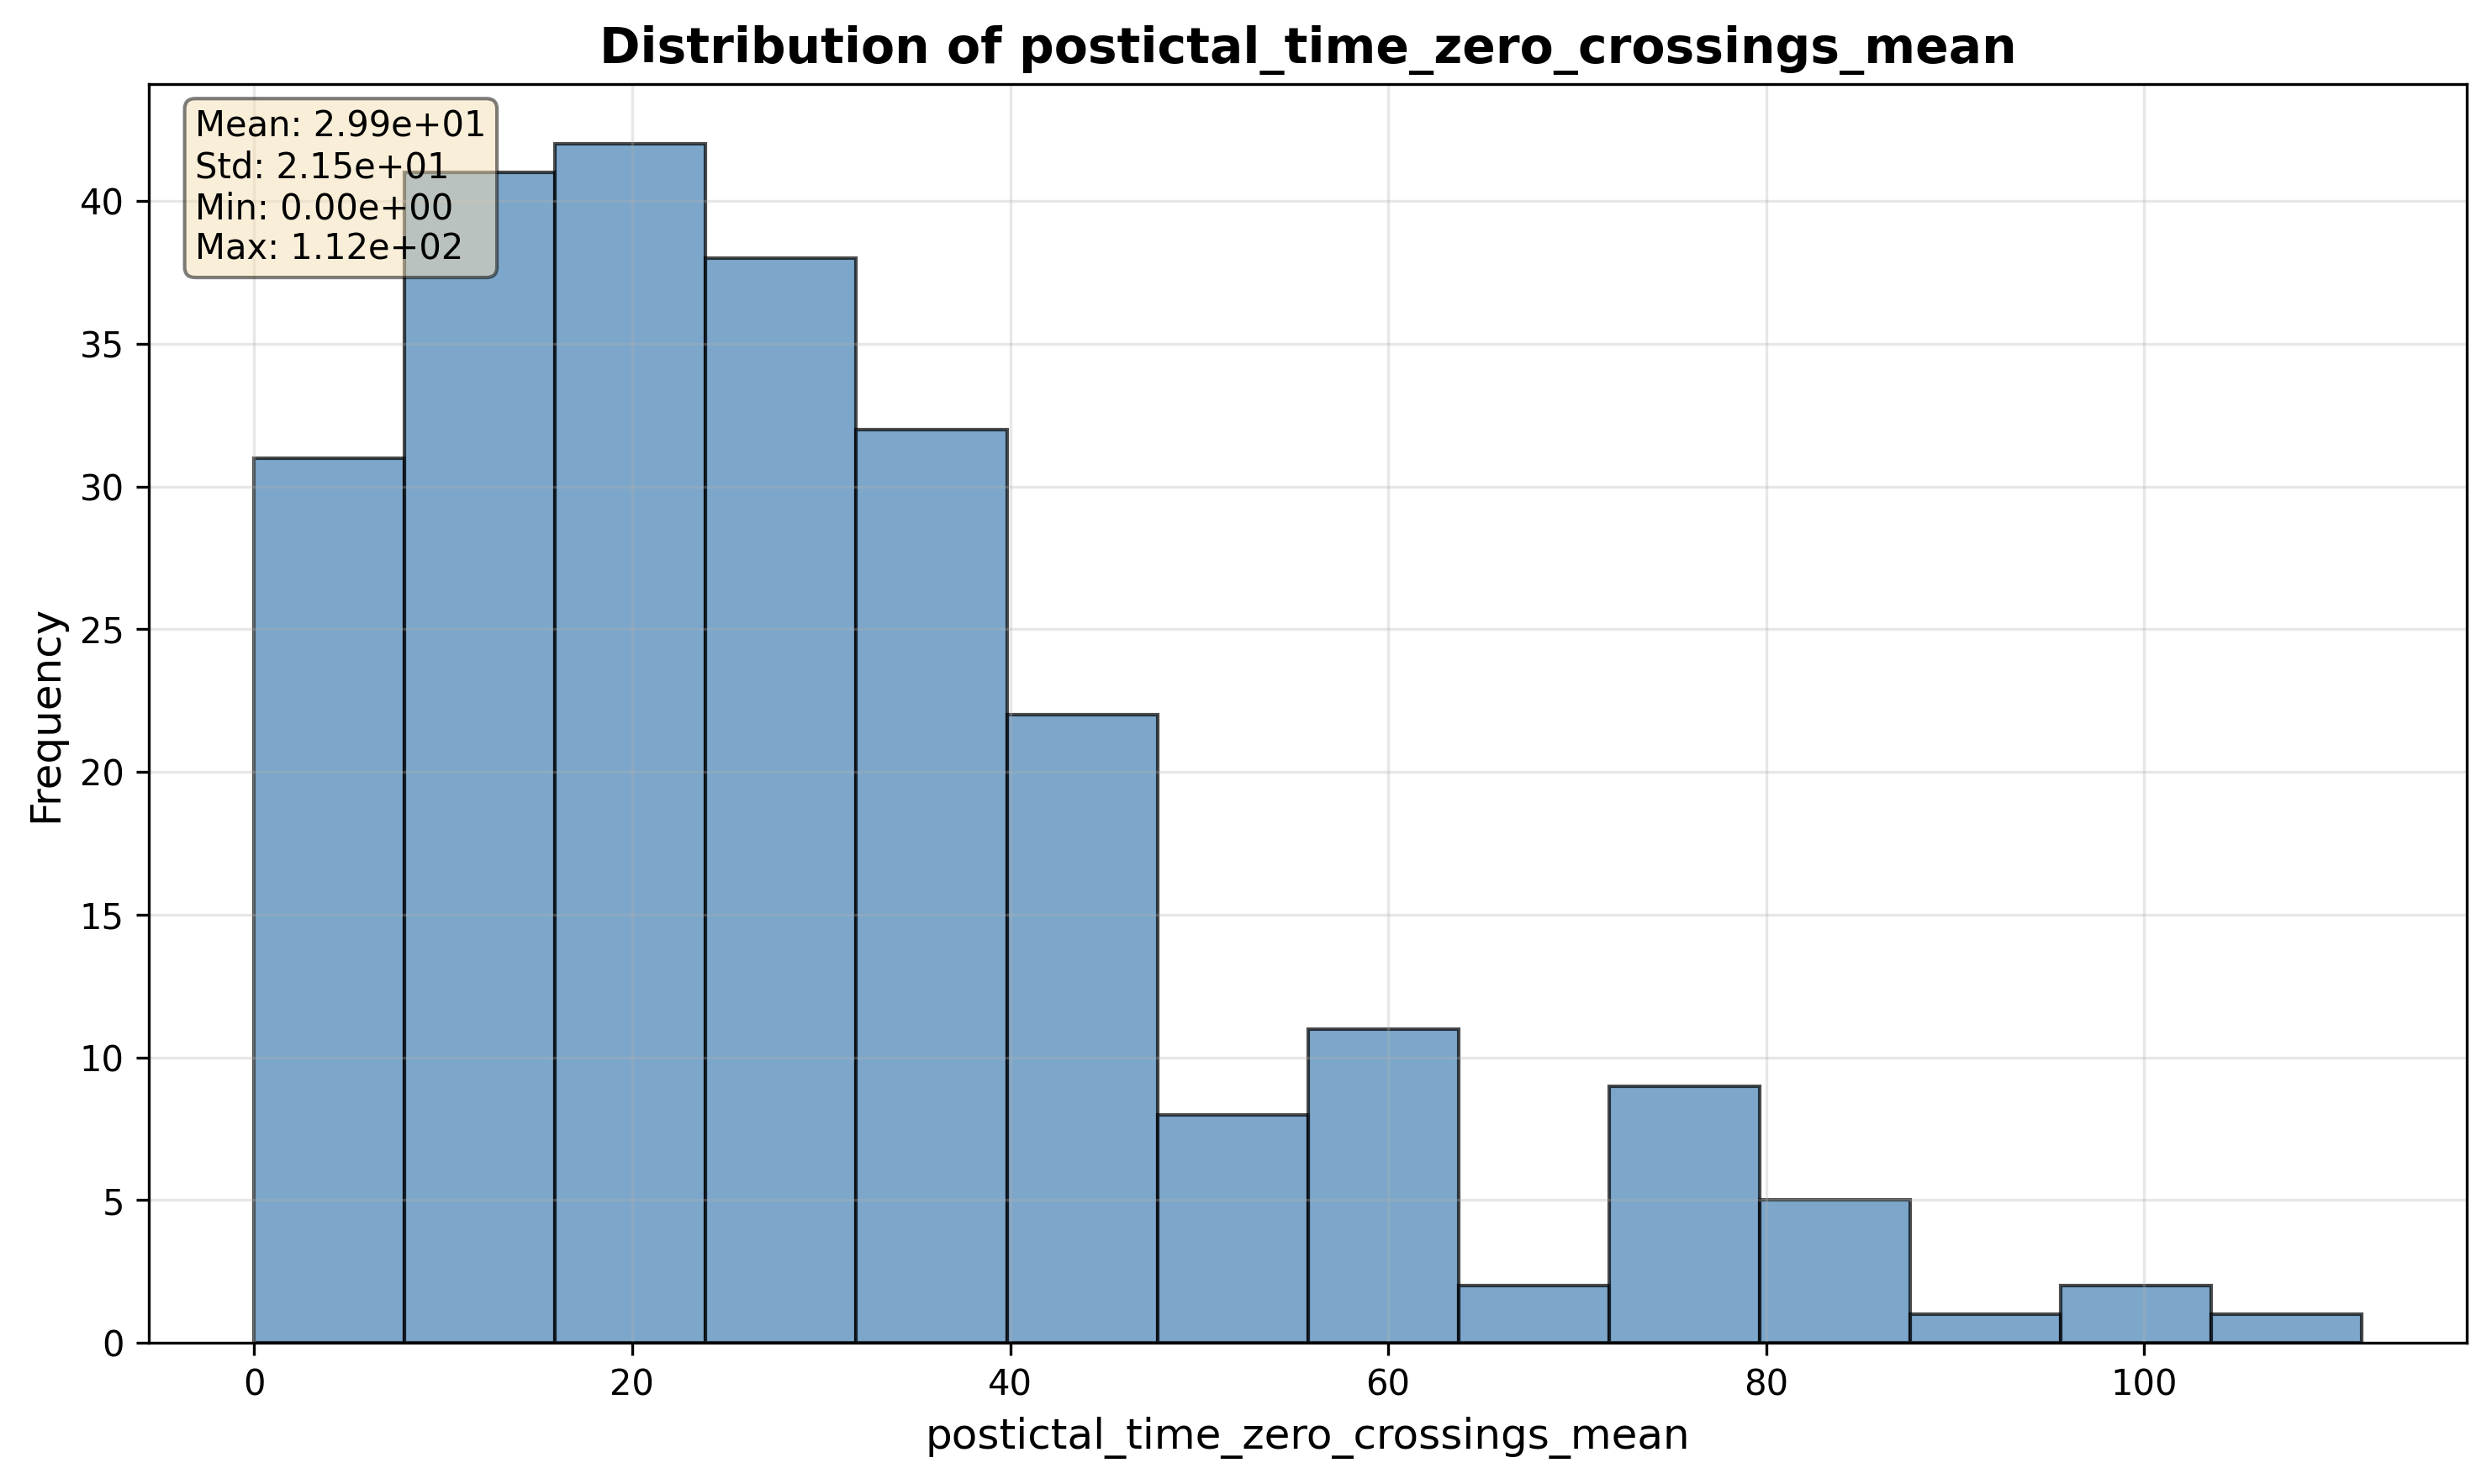 Distribution of postictal_time_zero_crossings_mean
Mean: 2.99e+01
Std: 2.15e+01
Min: 0.00e+00
Max: 1.12e+02
Frequency
40
35
30
25
20
15
10
5
0
0 20 40 60 80 100
postictal_time_zero_crossings_mean